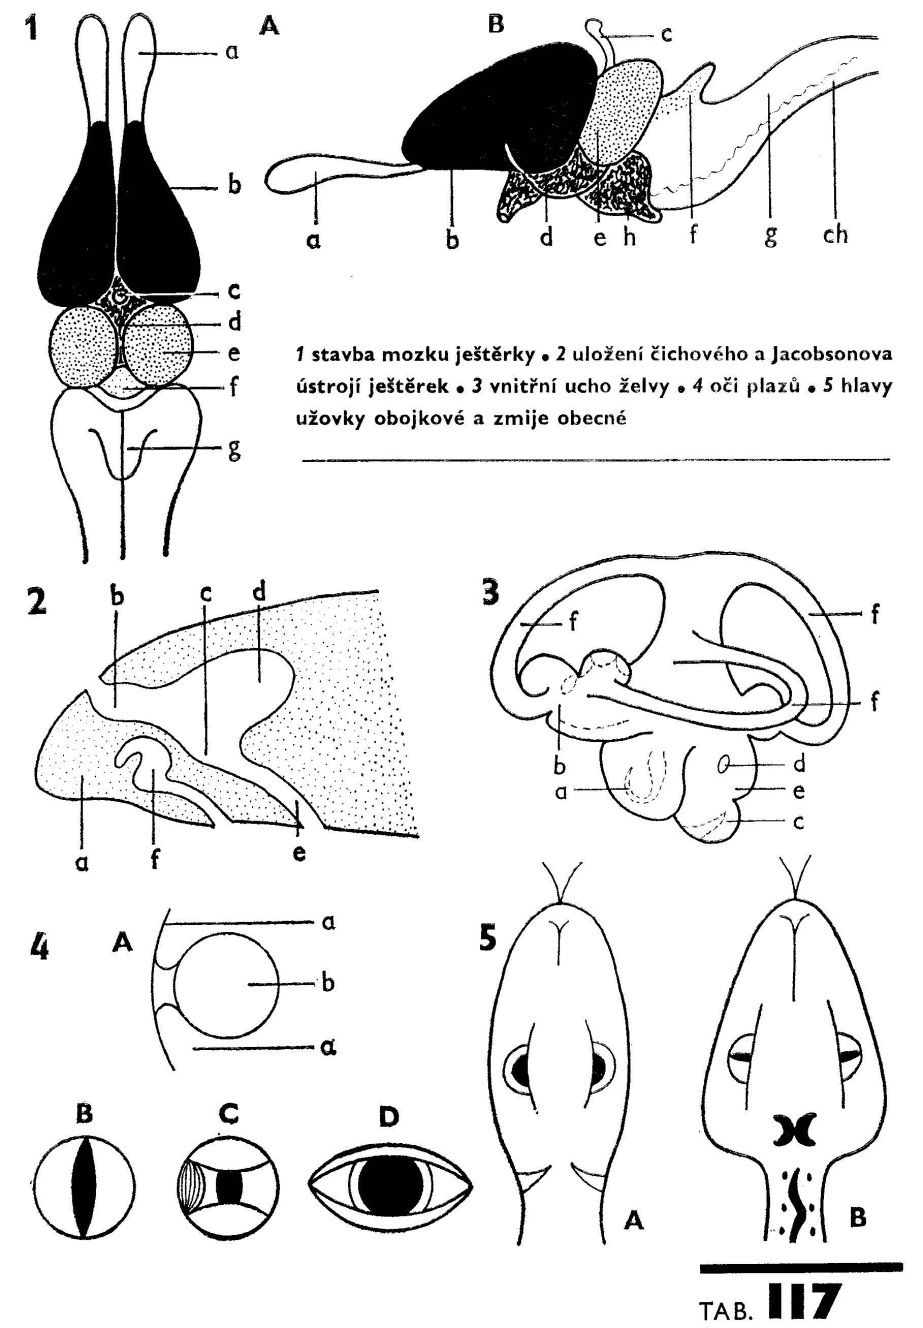 1
A
B
a
c
b
a
b
d
e
h
f
g
ch
c
d
e
f
g
1 stavba mozku ještěrky • 2 uložení čichového a Jacobsonova
ústrojí ještěrek • 3 vnitřní ucho želvy • 4 oči plazů • 5 hlavy
užovky obojkové a zmije obecné
2
b
c
d
a
f
e
3
f
f
f
b
d
a
e
c
4
A
a
b
a
B
C
D
5
A
B
TAB. 117